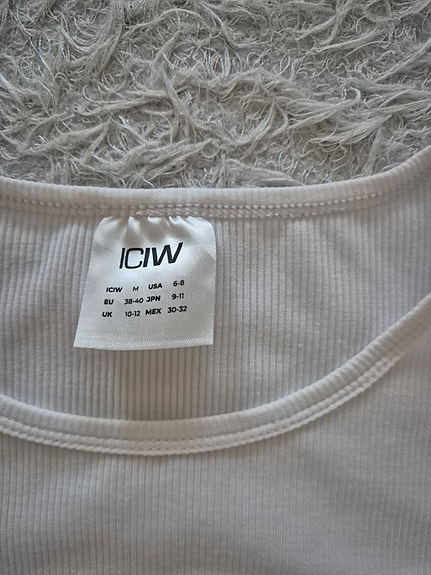 ICIW
ICIW M USA 6-8
EU 38-40 JPN 9-11
UK 10-12 MEX 30-32